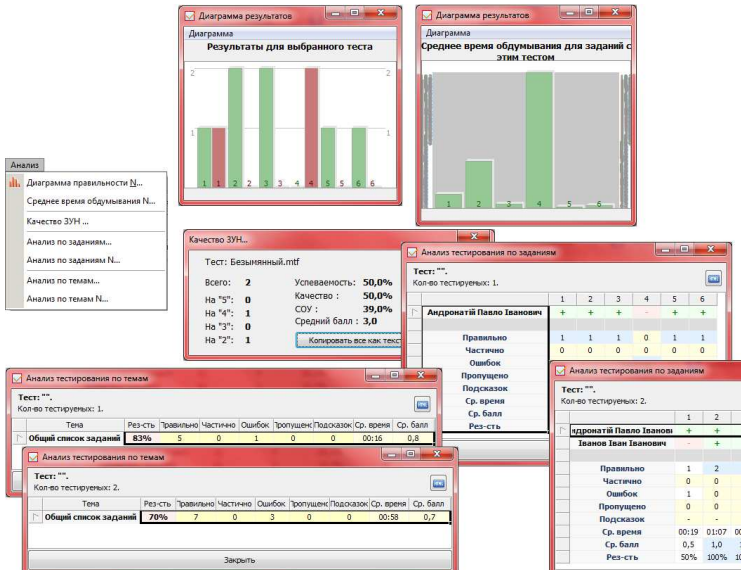 Диаграмма результатов
Диаграмма
Результаты для выбранного теста
2 2
1 1
1 1 2 2 3 3 4 4 5 5 6 6
Диаграмма результатов
Диаграмма
Среднее время обдумывания для заданий с
этим тестом
1 2 3 4 5 6
Анализ
Диаграмма правильности N...
Среднее время обдумывания N...
Качество ЗУН ...
Анализ по заданиям...
Анализ по заданиям N...
Анализ по темам...
Анализ по темам N...
Качество ЗУН...
Тест: Безымянный.mtf
Всего: 2 Успеваемость: 50,0%
На "5": 0 Качество : 50,0%
На "4": 1 СОУ : 39,0%
На "3": 0 Средний балл : 3,0
На "2": 1 Копировать все как текст
Анализ тестирования по заданиям
Тест: "".
Кол-во тестируемых: 1.
1 2 3 4 5 6
Андронатій Павло Іванович + + + - + +
Правильно 1 1 1 0 1 1
Частично 0 0 0 0 0 0
Ошибок
Пропущено
Подсказок
Ср. время
Ср. балл
Рез-сть
Анализ тестирования по темам
Тест: "".
Кол-во тестируемых: 1.
Тема Рез-сть Правильно Частично Ошибок Пропущенс Подсказок Ср. время Ср. балл
Общий список заданий 83% 5 0 1 0 0 00:16 0,8
Анализ тестирования по темам
Тест: "".
Кол-во тестируемых: 2.
Тема Рез-сть Правильно Частично Ошибок Пропущенс Подсказок Ср. время Ср. балл
Общий список заданий 70% 7 0 3 0 0 00:58 0,7
Закрыть
Анализ тестирования по заданиям
Тест: "".
Кол-во тестируемых: 2.
1 2
ндронатій Павло Іванови + +
Іванов Іван Іванович - +
Правильно 1 2
Частично 0 0
Ошибок 1 0
Пропущено 0 0
Подсказок - -
Ср. время 00:19 01:07
Ср. балл 0,5 1,0
Рез-сть 50% 100%